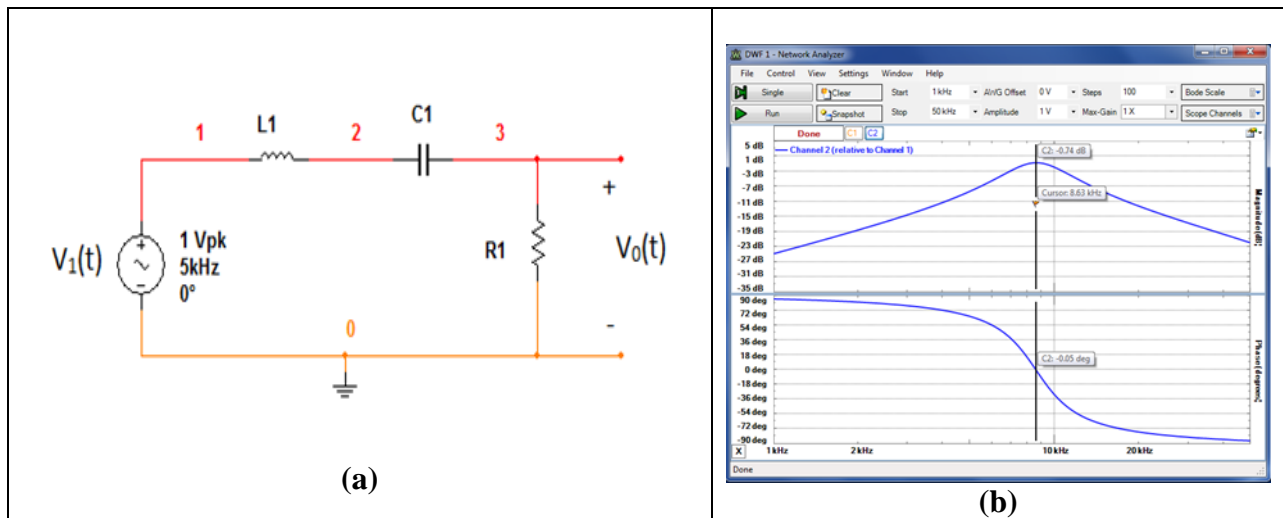 1
L1
2
C1
3
V1(t)
1 Vpk
5kHz
0°
R1
+
V0(t)
-
0
(a)
DWF 1 - Network Analyzer
File Control View Settings Window Help
Single Clear Start 1 kHz AWG Offset 0 V Steps 100 Bode Scale
Run Snapshot Stop 50 kHz Amplitude 1 V Max-Gain 1 X Scope Channels
Done C1 C2
5 dB
Channel 2 (relative to Channel 1)
C2: -0.74 dB
1 dB
-3 dB
-7 dB
Cursor: 8.63 kHz
-11 dB
-15 dB
-19 dB
-23 dB
-27 dB
-31 dB
-35 dB
Magnitude(dB)
90 deg
72 deg
54 deg
36 deg
18 deg
C2: -0.05 deg
0 deg
-18 deg
-36 deg
-54 deg
-72 deg
-90 deg
Phase(degrees)
X 1 kHz 2 kHz 10 kHz 20 kHz
Done
(b)